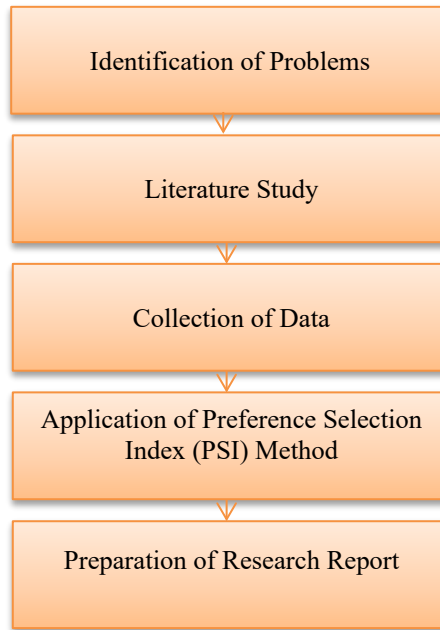 Identification of Problems
Literature Study
Collection of Data
Application of Preference Selection
Index (PSI) Method
Preparation of Research Report